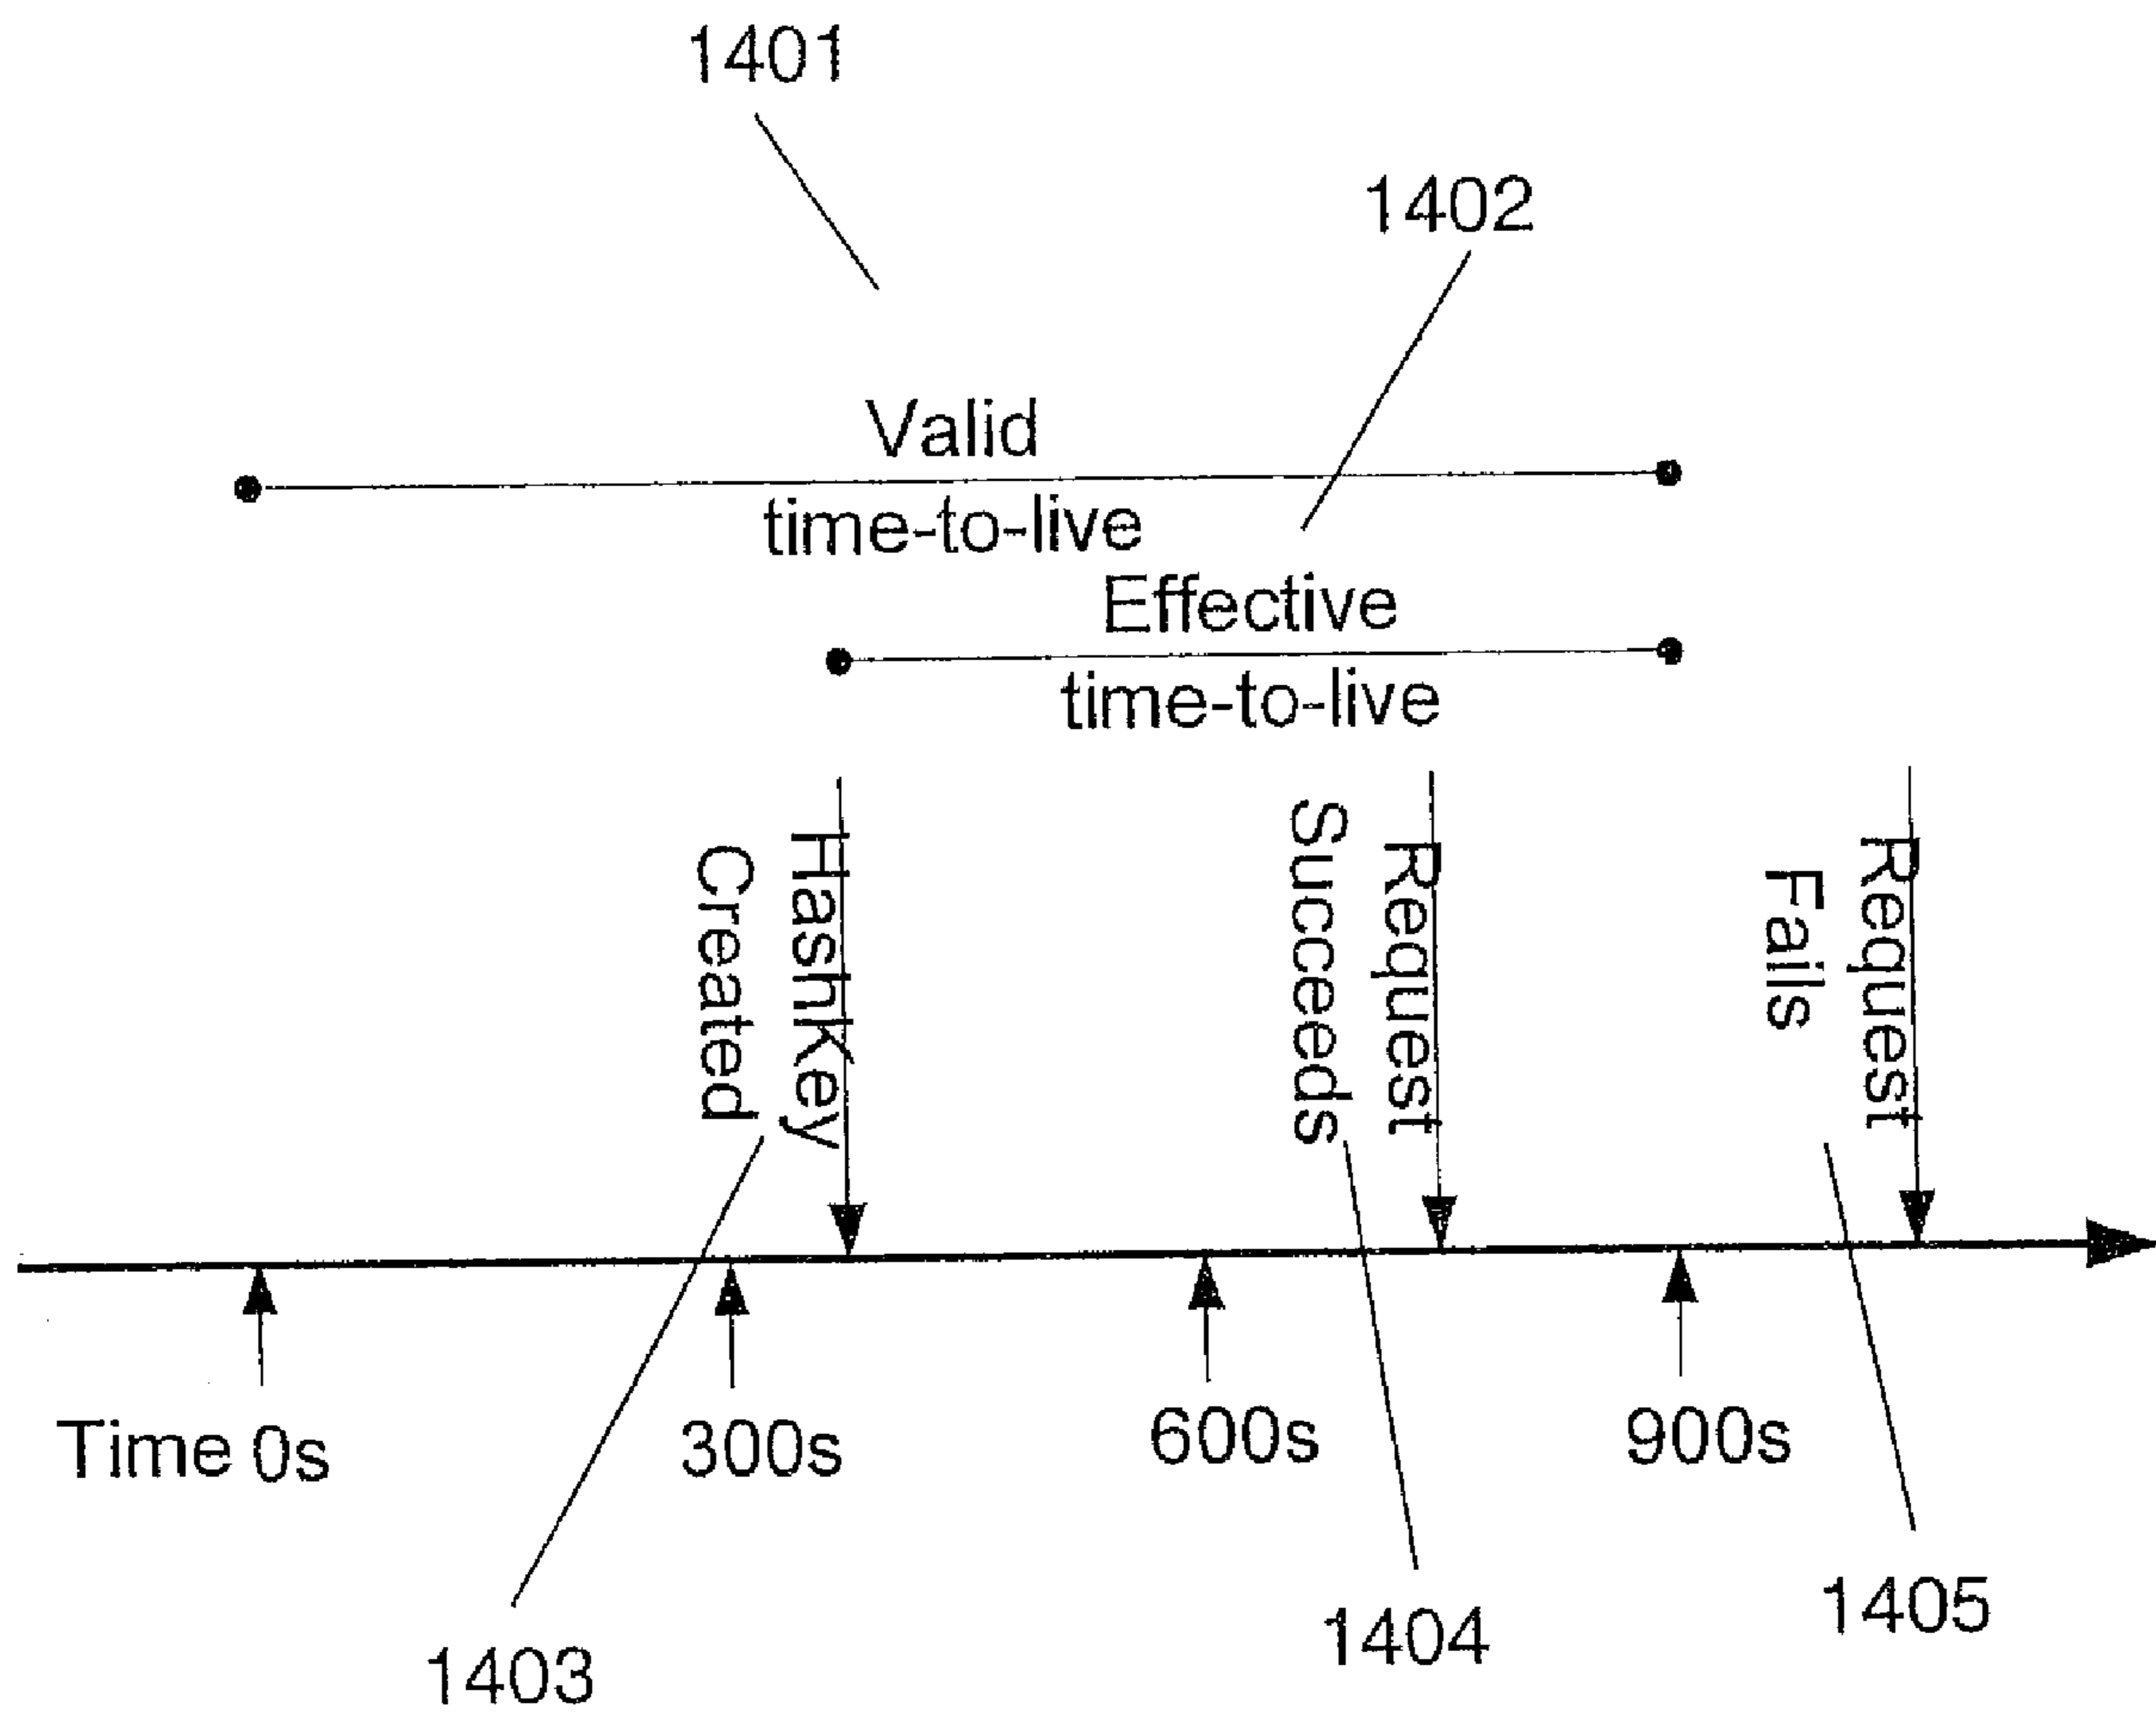 1401
1402
Valid
time-to-live
Effective
time-to-live
Hashkey
Created
Request
Succeeds
Request
Fails
Time 0s
300s
600s
900s
1403
1404
1405